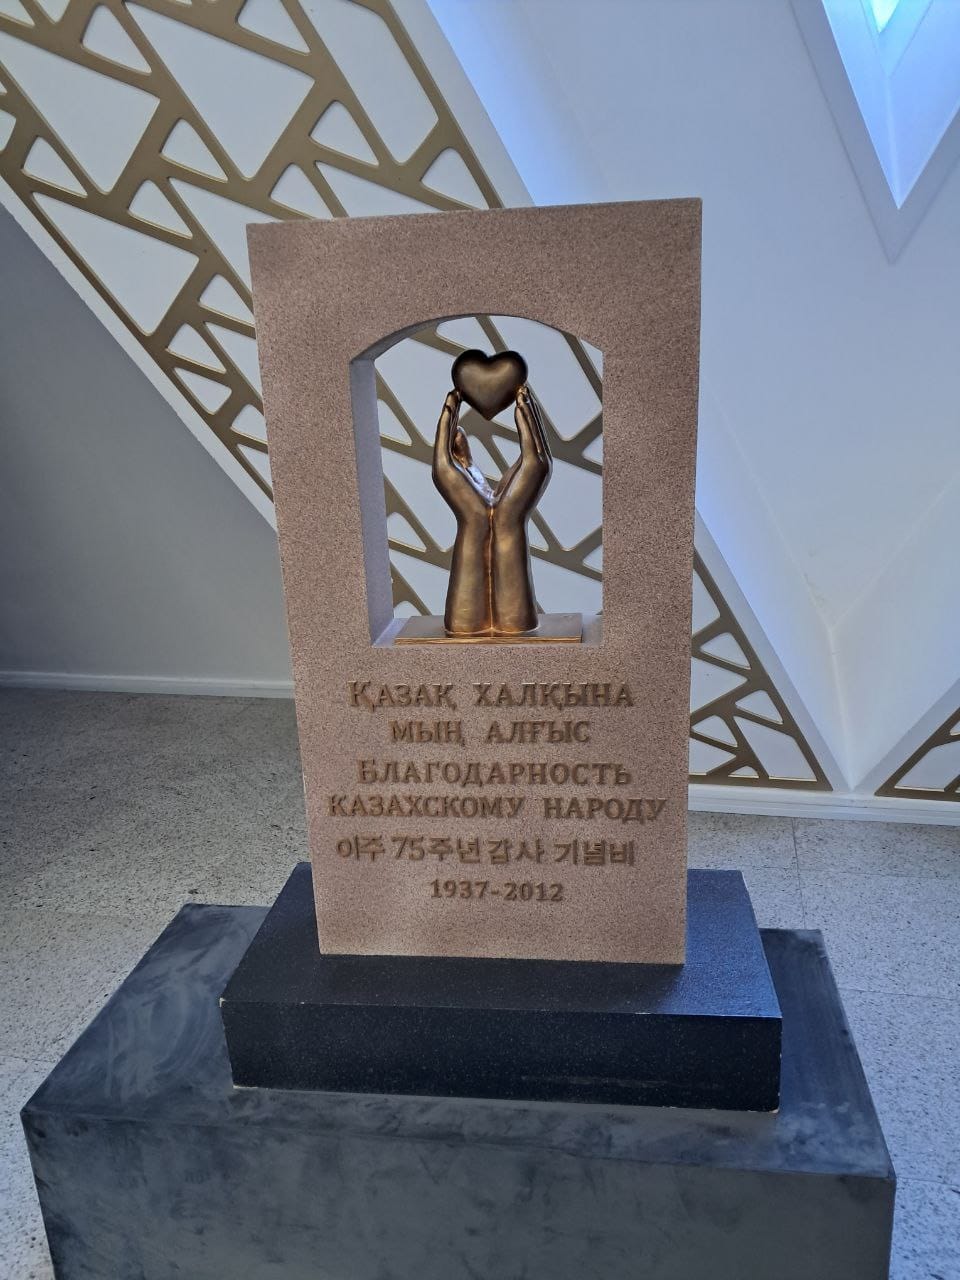 ҚАЗАҚ ХАЛҚЫНА
МЫҢ АЛҒЫС
БЛАГОДАРНОСТЬ
КАЗАХСКОМУ НАРОДУ
이주 75주년 감사 기념비
1937-2012